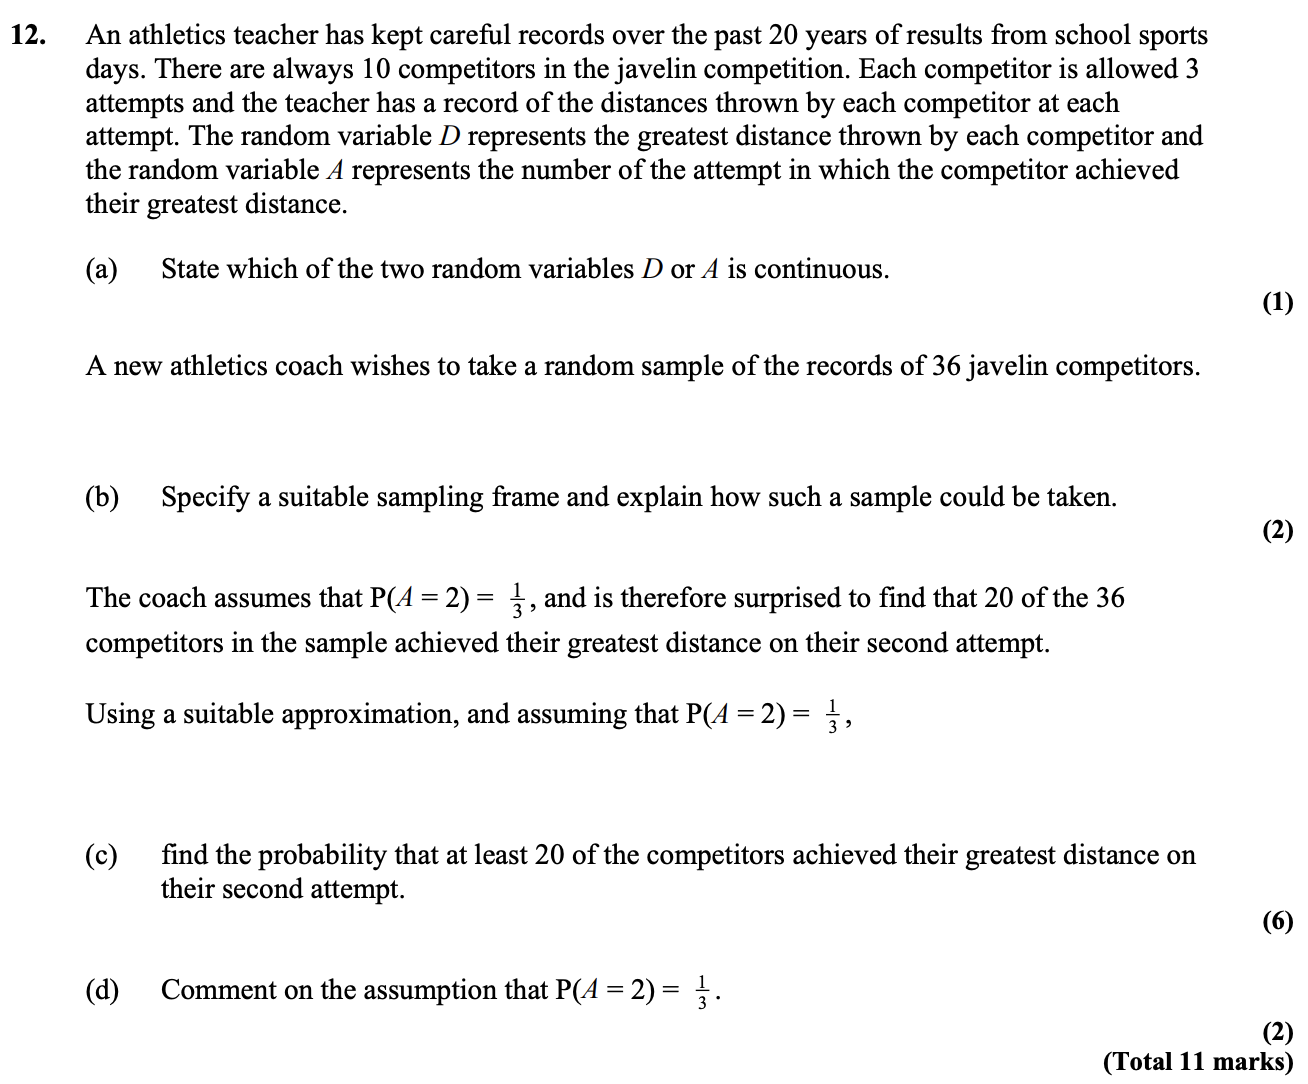 12. An athletics teacher has kept careful records over the past 20 years of results from school sports
days. There are always 10 competitors in the javelin competition. Each competitor is allowed 3
attempts and the teacher has a record of the distances thrown by each competitor at each
attempt. The random variable D represents the greatest distance thrown by each competitor and
the random variable A represents the number of the attempt in which the competitor achieved
their greatest distance.
(a) State which of the two random variables D or A is continuous.
(1)
A new athletics coach wishes to take a random sample of the records of 36 javelin competitors.
(b) Specify a suitable sampling frame and explain how such a sample could be taken.
(2)
The coach assumes that P(A = 2) = 1/3, and is therefore surprised to find that 20 of the 36
competitors in the sample achieved their greatest distance on their second attempt.
Using a suitable approximation, and assuming that P(A = 2) = 1/3,
(c) find the probability that at least 20 of the competitors achieved their greatest distance on
their second attempt.
(6)
(d) Comment on the assumption that P(A = 2) = 1/3.
(2)
(Total 11 marks)